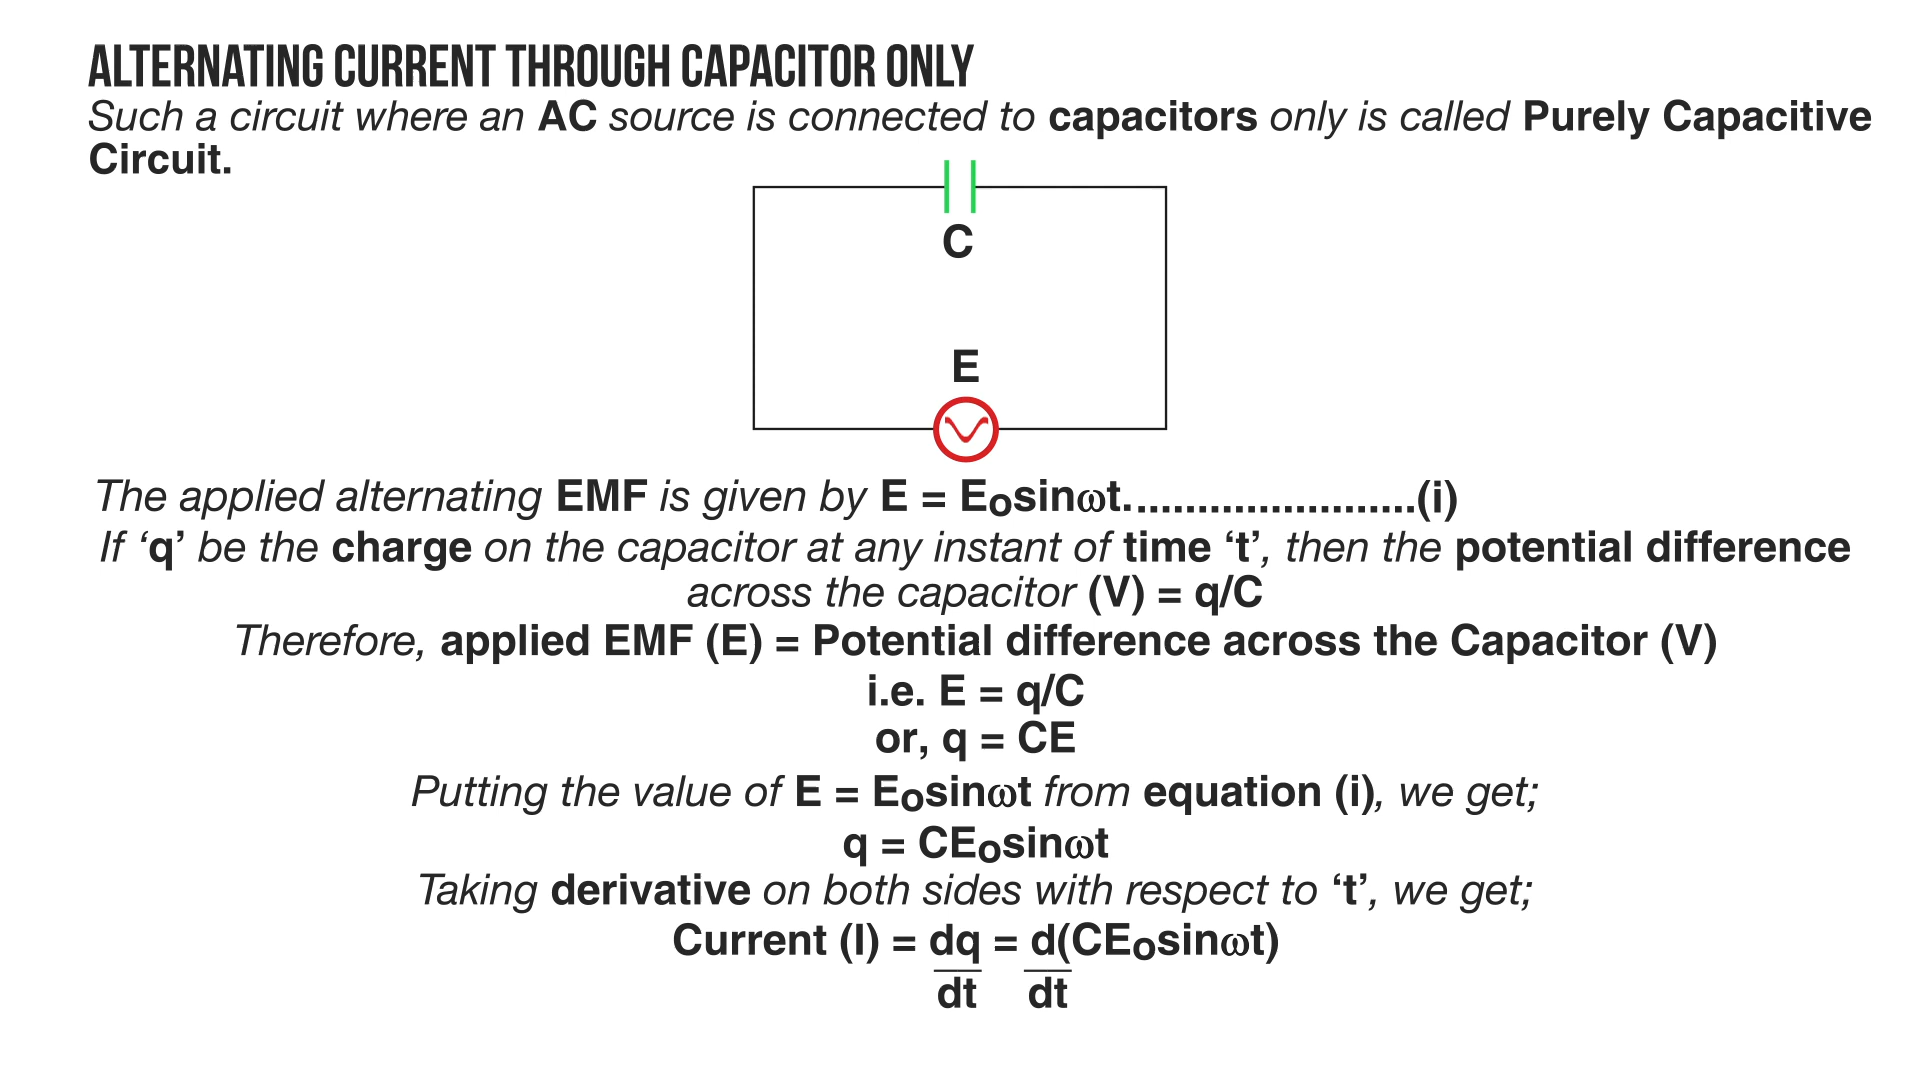 ALTERNATING CURRENT THROUGH CAPACITOR ONLY
Such a circuit where an AC source is connected to capacitors only is called Purely Capacitive
Circuit.
C
E
The applied alternating EMF is given by E = E₀sinωt.......................(i)
If ‘q’ be the charge on the capacitor at any instant of time ‘t’, then the potential difference
across the capacitor (V) = q/C
Therefore, applied EMF (E) = Potential difference across the Capacitor (V)
i.e. E = q/C
or, q = CE
Putting the value of E = E₀sinωt from equation (i), we get;
q = CE₀sinωt
Taking derivative on both sides with respect to ‘t’, we get;
Current (I) = dq = d(CE₀sinωt)
dt dt